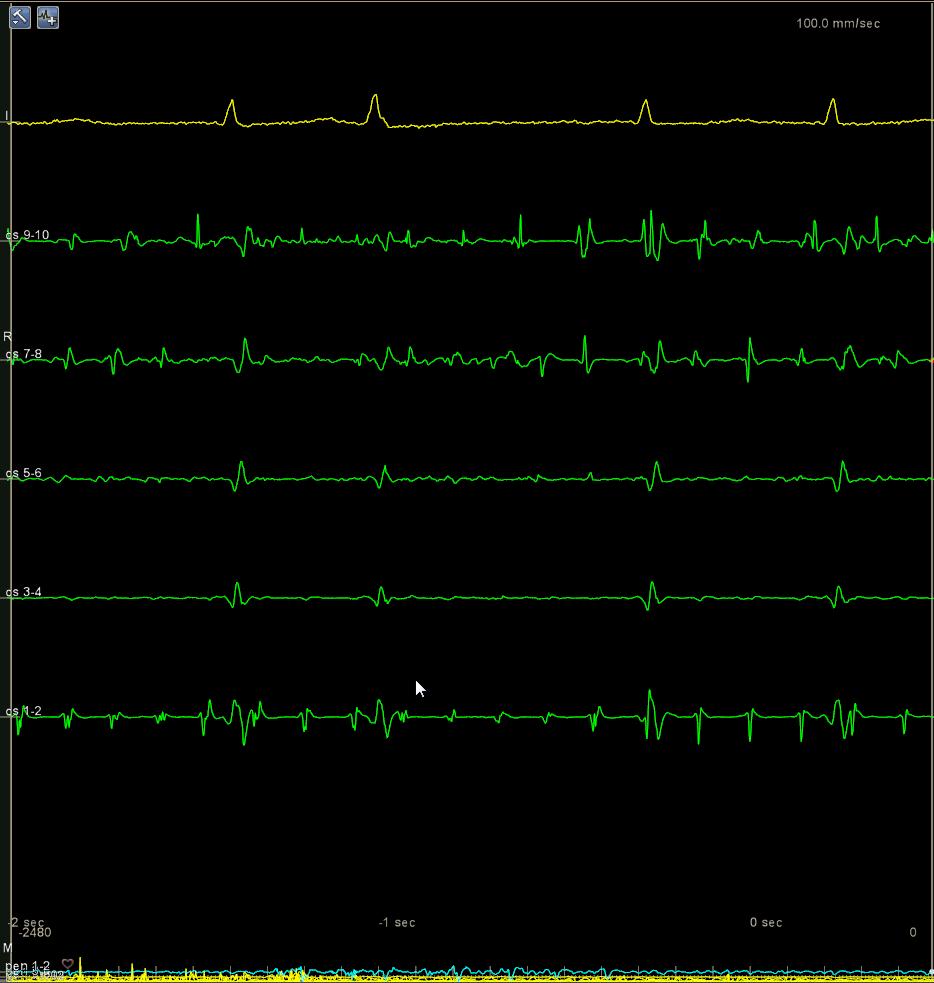 100.0 mm/sec
I
cs 9-10
R
cs 7-8
cs 5-6
cs 3-4
cs 1-2
-2 sec
-1 sec
0 sec
-2480
0
M
pen 1-2